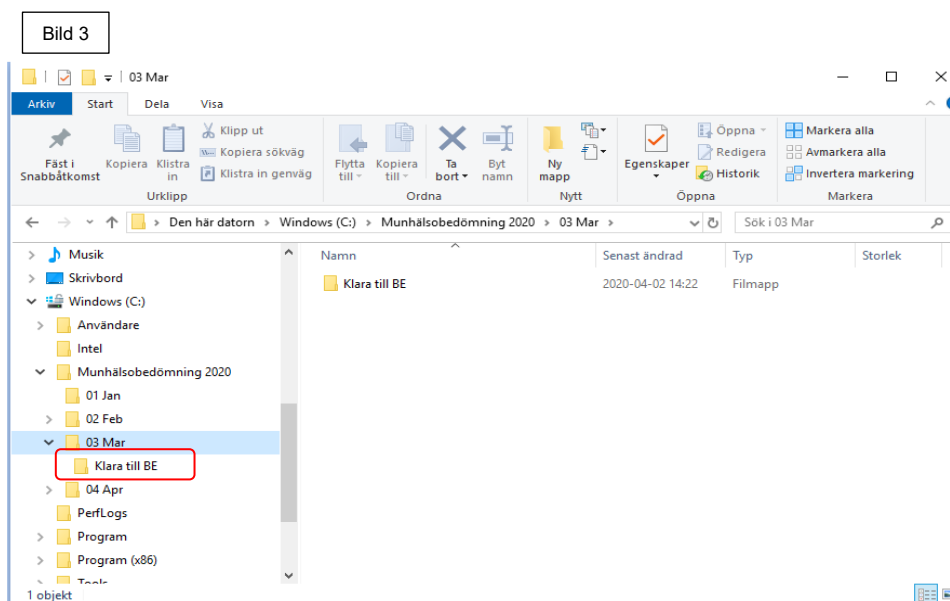 Bild 3
03 Mar
Arkiv Start Dela Visa
Fäst i Snabbåtkomst
Kopiera
Klistra in
Klipp ut
Kopiera sökväg
Klistra in genväg
Flytta till
Kopiera till
Ta bort
Byt namn
Ny mapp
Egenskaper
Öppna
Redigera
Historik
Markera alla
Avmarkera alla
Invertera markering
Urklipp Ordna Nytt Öppna Markera
Den här datorn > Windows (C:) > Munhälsobedömning 2020 > 03 Mar >
Sök i 03 Mar
Namn Senast ändrad Typ Storlek
Klara till BE 2020-04-02 14:22 Filmapp
Musik
Skrivbord
Windows (C:)
Användare
Intel
Munhälsobedömning 2020
01 Jan
02 Feb
03 Mar
Klara till BE
04 Apr
PerfLogs
Program
Program (x86)
Tools
1 objekt